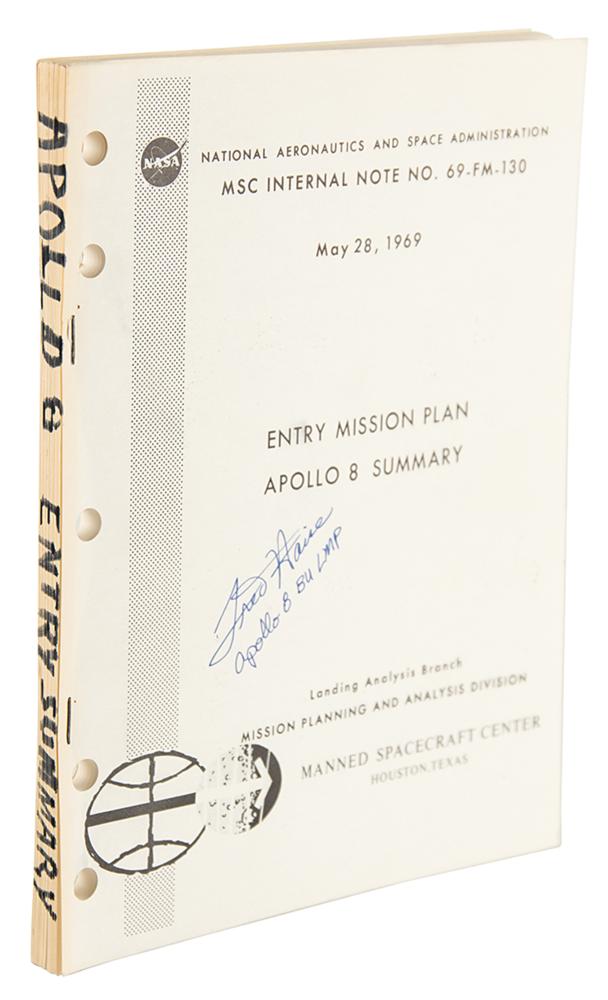 APOLLO 8 ENTRY SUMMARY
NASA
NATIONAL AERONAUTICS AND SPACE ADMINISTRATION
MSC INTERNAL NOTE NO. 69-FM-130
May 28, 1969
ENTRY MISSION PLAN
APOLLO 8 SUMMARY
Fred Haise
Apollo 8 BU LMP
Landing Analysis Branch
MISSION PLANNING AND ANALYSIS DIVISION
MANNED SPACECRAFT CENTER
HOUSTON, TEXAS